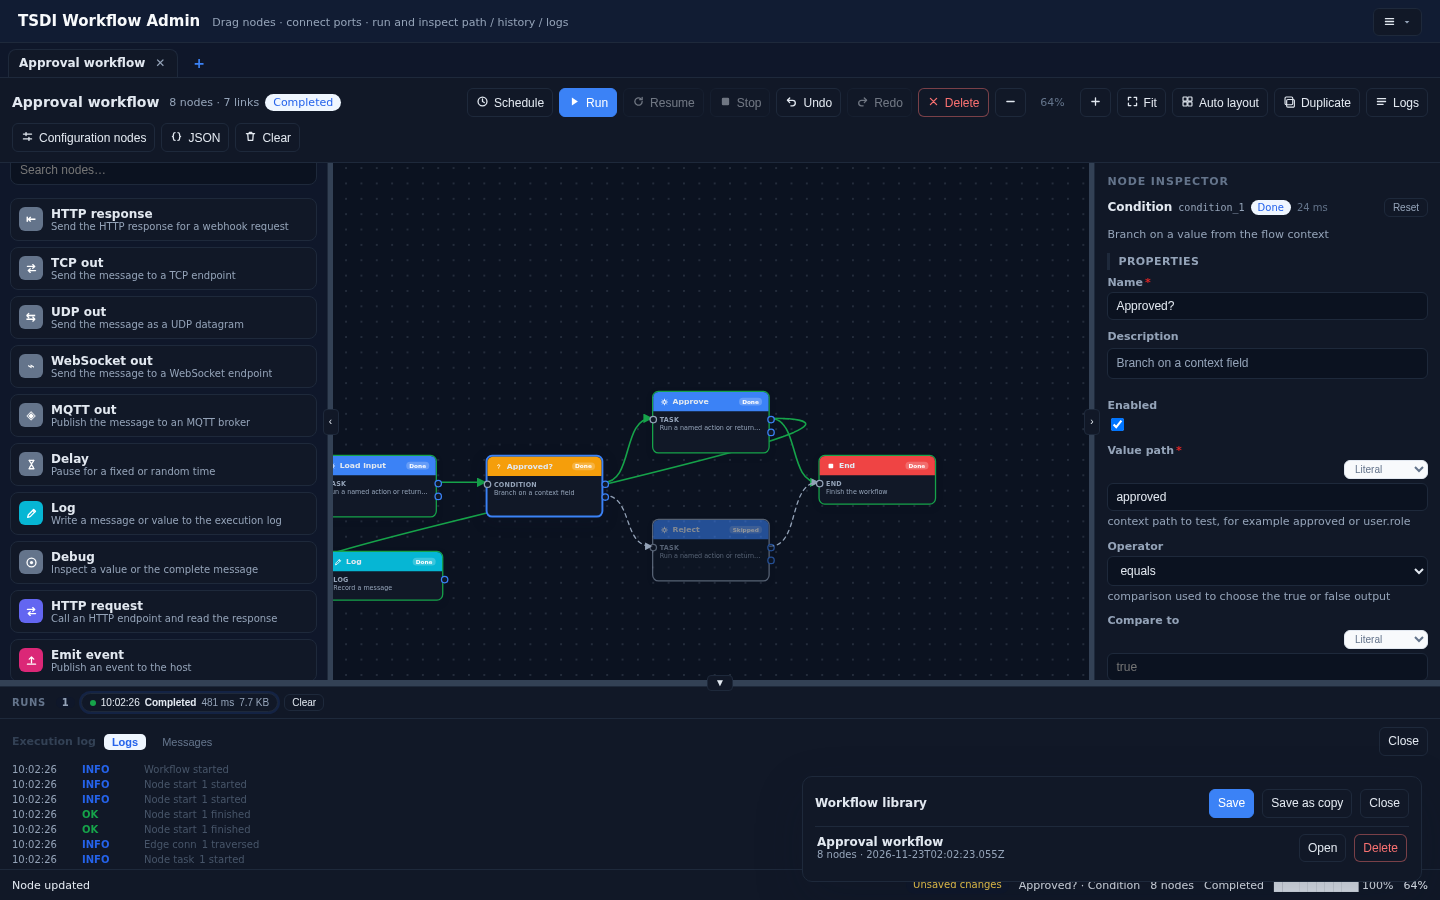 TSDI Workflow Admin Drag nodes · connect ports · run and inspect path / history / logs
Approval workflow ✕ +
Approval workflow 8 nodes · 7 links Completed
Schedule Run Resume Stop Undo Redo Delete − 64% + Fit Auto layout Duplicate Logs
Configuration nodes {} JSON Clear
Search nodes…
HTTP response
Send the HTTP response for a webhook request
TCP out
Send the message to a TCP endpoint
UDP out
Send the message as a UDP datagram
WebSocket out
Send the message to a WebSocket endpoint
MQTT out
Publish the message to an MQTT broker
Delay
Pause for a fixed or random time
Log
Write a message or value to the execution log
Debug
Inspect a value or the complete message
HTTP request
Call an HTTP endpoint and read the response
Emit event
Publish an event to the host
Load input Done
ASK
un a named action or return…
? Approved? Done
CONDITION
Branch on a context field
Approve Done
TASK
Run a named action or return…
Reject Skipped
TASK
Run a named action or return…
End Done
END
Finish the workflow
Log Done
LOG
Record a message
NODE INSPECTOR
Condition condition_1 Done 24 ms Reset
Branch on a value from the flow context
PROPERTIES
Name *
Approved?
Description
Branch on a context field
Enabled
Value path *
Literal
approved
context path to test, for example approved or user.role
Operator
equals
comparison used to choose the true or false output
Compare to
Literal
true
RUNS 1 10:02:26 Completed 481 ms 7.7 KB Clear
Execution log Logs Messages Close
10:02:26 INFO Workflow started
10:02:26 INFO Node start_1 started
10:02:26 INFO Node start_1 started
10:02:26 OK Node start_1 finished
10:02:26 OK Node start_1 finished
10:02:26 INFO Edge conn_1 traversed
10:02:26 INFO Node task_1 started
Workflow library Save Save as copy Close
Approval workflow
8 nodes · 2026-11-23T02:02:23.055Z
Open Delete
Node updated Unsaved changes Approved? · Condition 8 nodes Completed ██████████ 100% 64%